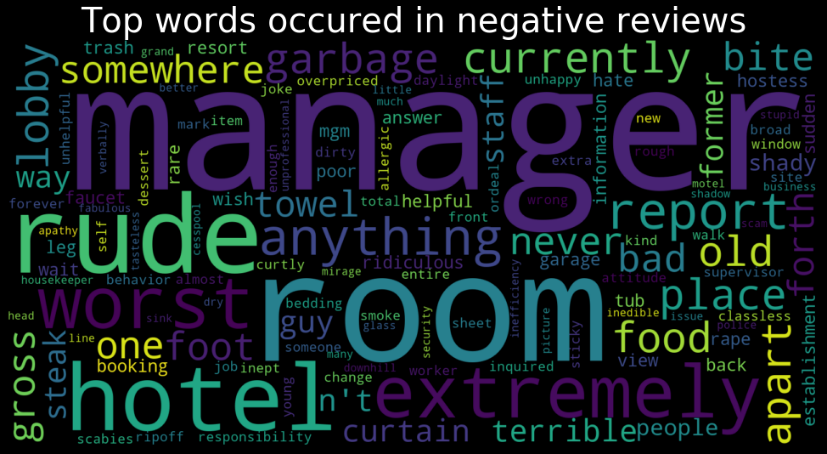 Top words occured in negative reviews
trash
grand
resort
garbage
currently
bite
lobby
somewhere
better
joke
overpriced
daylight
little
much
unhappy
hate
hostess
manager
unhelpful
verbally
mark
item
mgm
answer
staff
new
stupid
sudden
dirty
enough
unprofessional
allergic
ordeal
extra
information
rough
former
broad
window
way
dessert
rare
poor
shady
faucet
wish
towel
total
helpful
wrong
motel
site
shadow
business
forever
fabulous
self
tasteless
cesspool
front
report
forth
rude
anything
never
kind
walk
scam
apathy
leg
wait
curtly
ridiculous
garage
bad
old
supervisor
housekeeper
behavior
almost
mirage
entire
room
inefficiency
attitude
worst
dry
bedding
smoke
glass
security
sheet
picture
sticky
tub
inedible
issue
place
classless
police
head
line
sink
guy
someone
many
food
rape
apart
establishment
gross
steak
one
foot
booking
job
inept
downhill
change
worker
inquired
view
back
hotel
young
n't
extremely
scabies
ripoff
responsibility
curtain
terrible
people